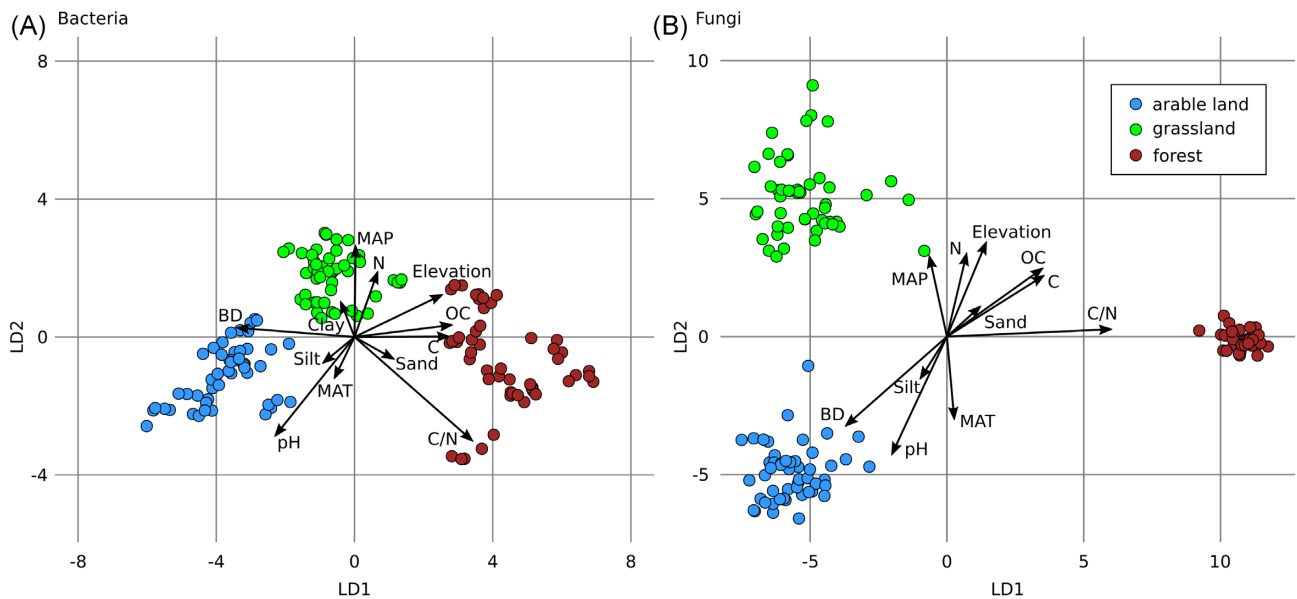 (A) Bacteria
8
4
0
-4
LD2
-8 -4 0 4 8
LD1
MAP
N
Elevation
BD
Clay
OC
C
Silt
Sand
MAT
pH
C/N
(B) Fungi
10
5
0
-5
LD2
-5 0 5 10
LD1
arable land
grassland
forest
Elevation
N
OC
MAP
C
C/N
Sand
Silt
BD
MAT
pH